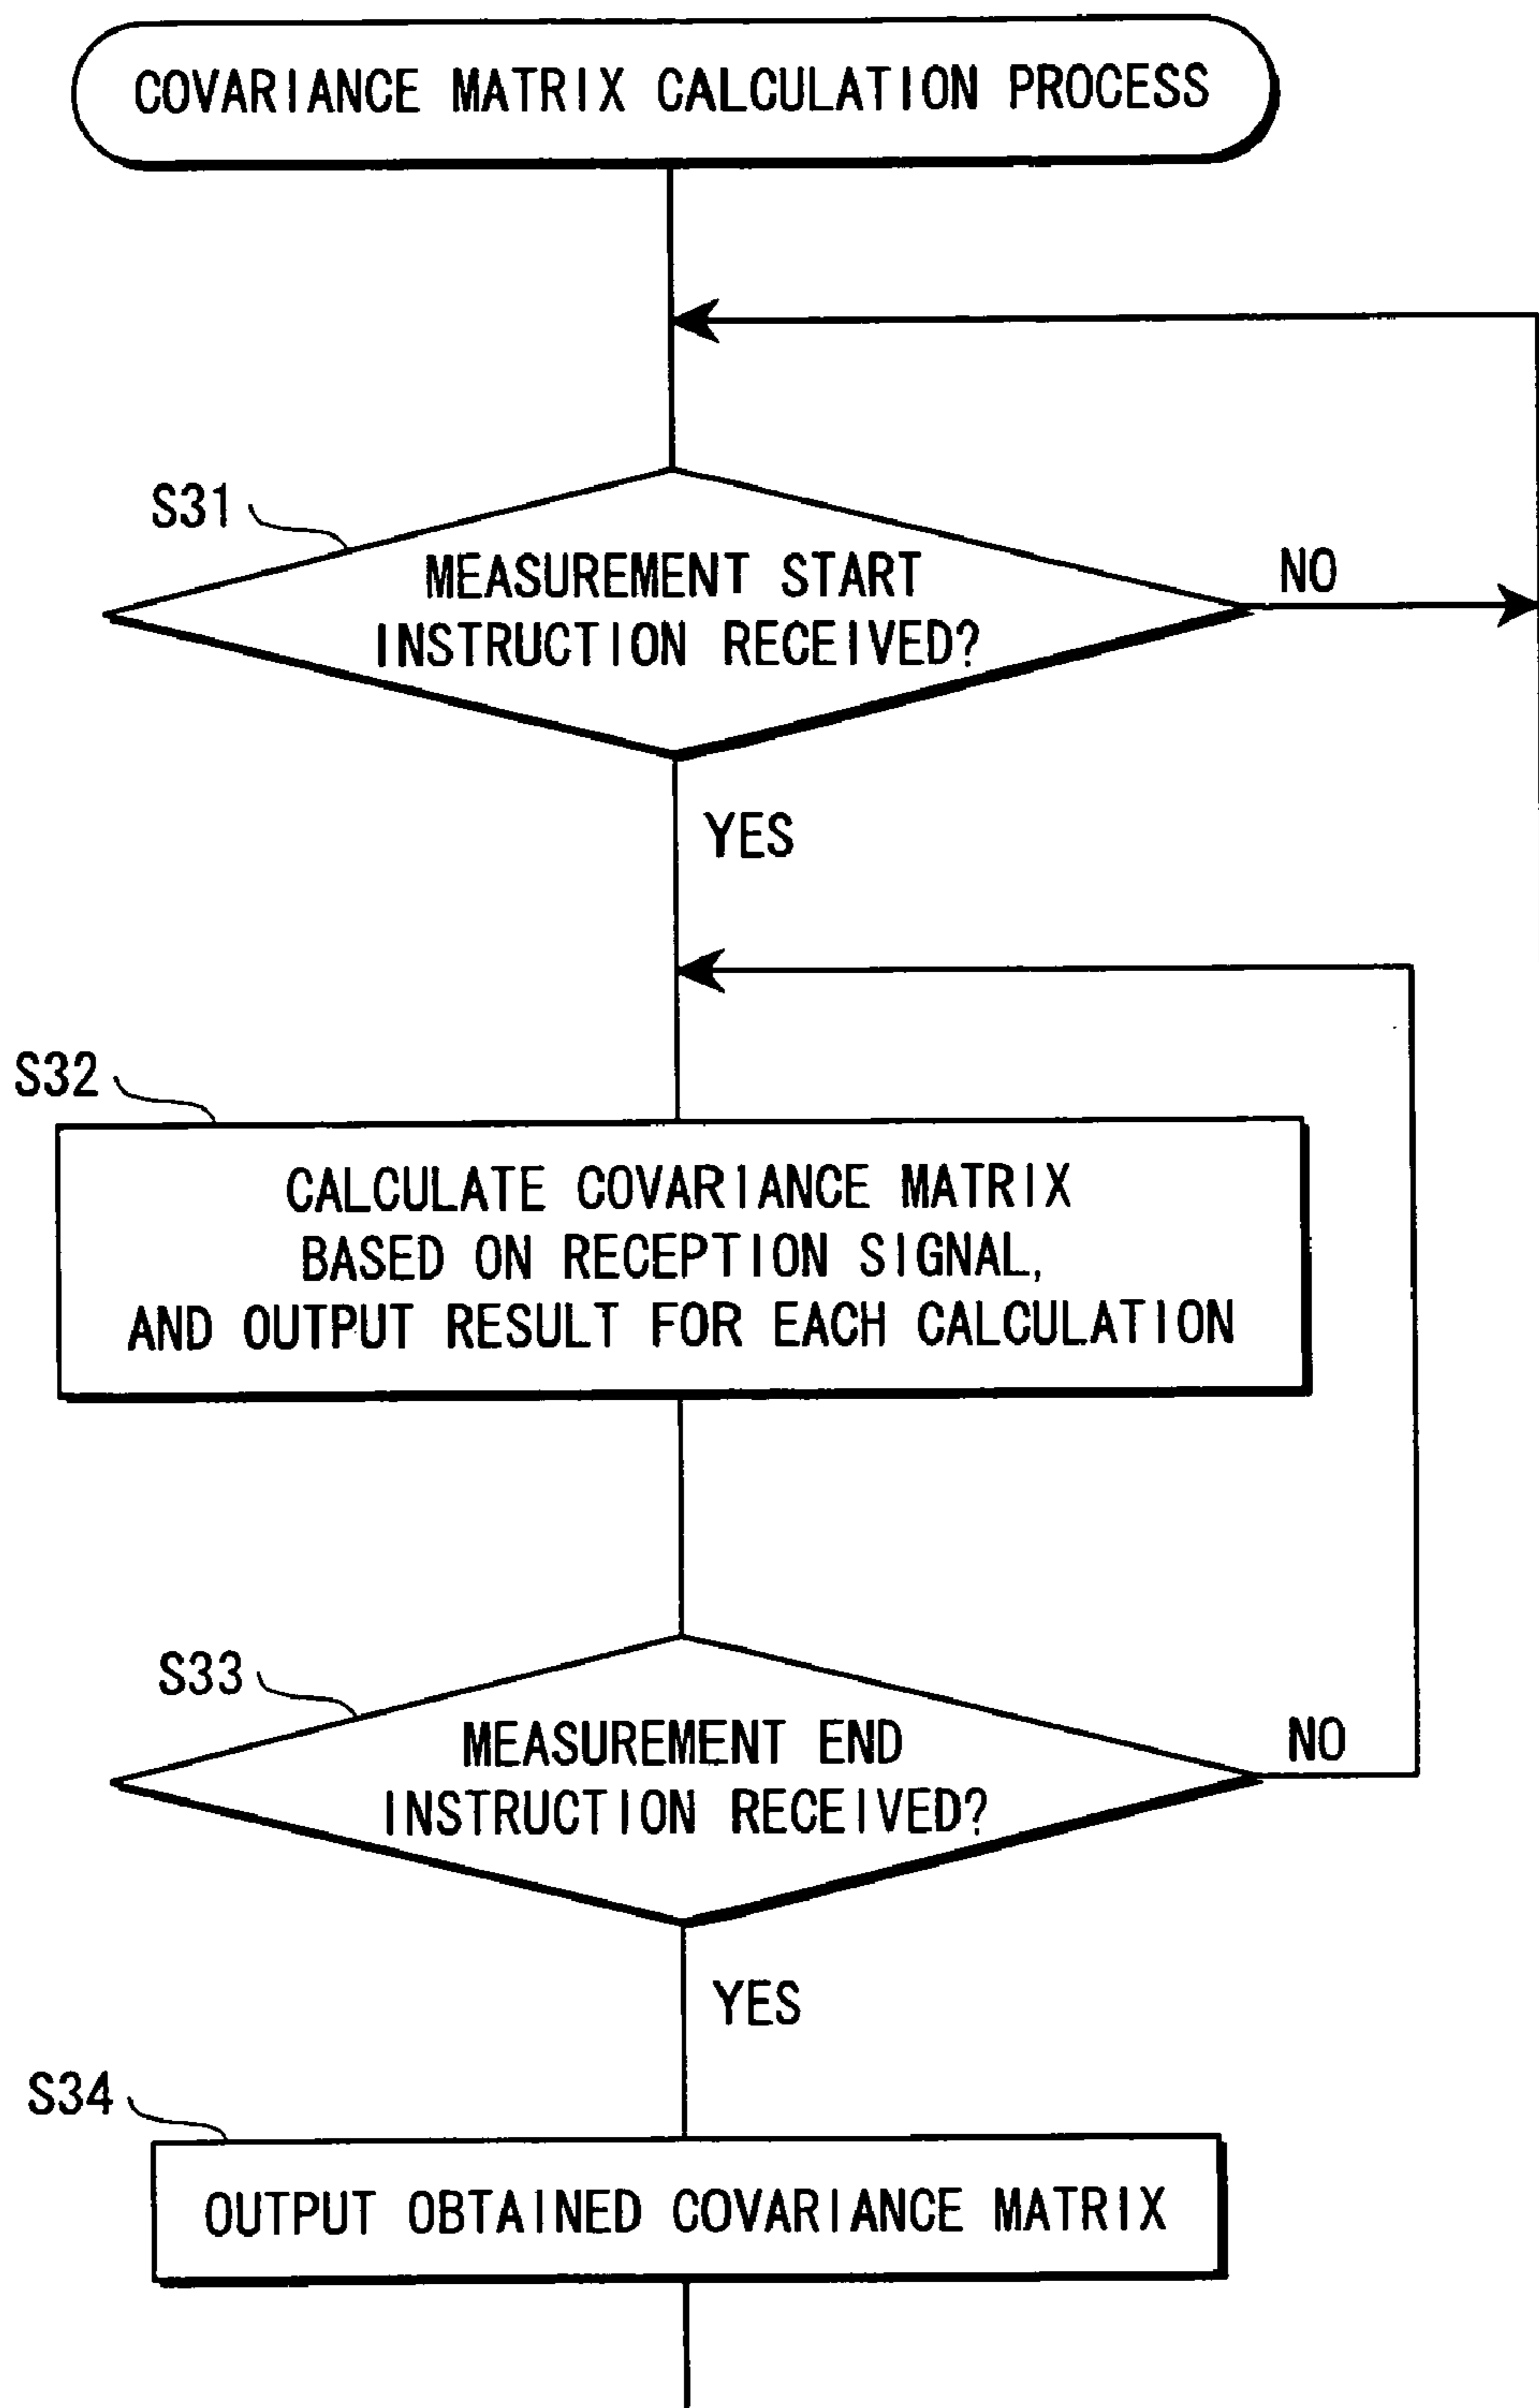 COVARIANCE MATRIX CALCULATION PROCESS
S31
MEASUREMENT START
INSTRUCTION RECEIVED?
NO
YES
S32
CALCULATE COVARIANCE MATRIX
BASED ON RECEPTION SIGNAL,
AND OUTPUT RESULT FOR EACH CALCULATION
S33
MEASUREMENT END
INSTRUCTION RECEIVED?
NO
YES
S34
OUTPUT OBTAINED COVARIANCE MATRIX